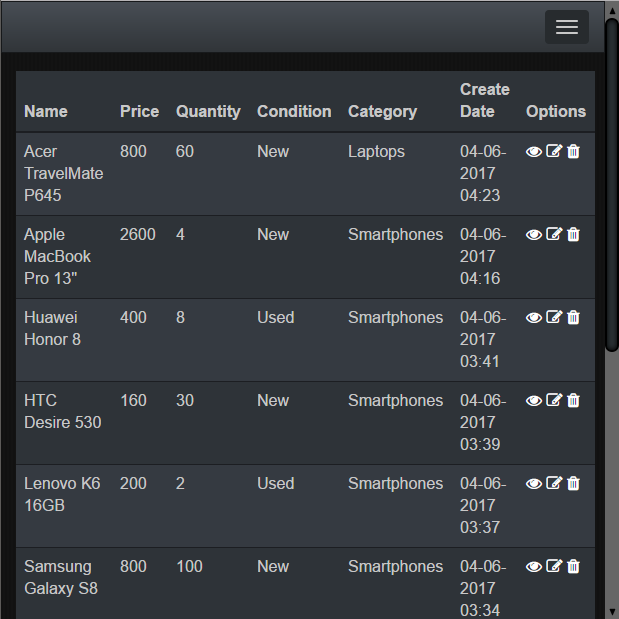 Name Price Quantity Condition Category Create Date Options
Acer TravelMate P645 800 60 New Laptops 04-06-2017 04:23
Apple MacBook Pro 13" 2600 4 New Smartphones 04-06-2017 04:16
Huawei Honor 8 400 8 Used Smartphones 04-06-2017 03:41
HTC Desire 530 160 30 New Smartphones 04-06-2017 03:39
Lenovo K6 16GB 200 2 Used Smartphones 04-06-2017 03:37
Samsung Galaxy S8 800 100 New Smartphones 04-06-2017 03:34